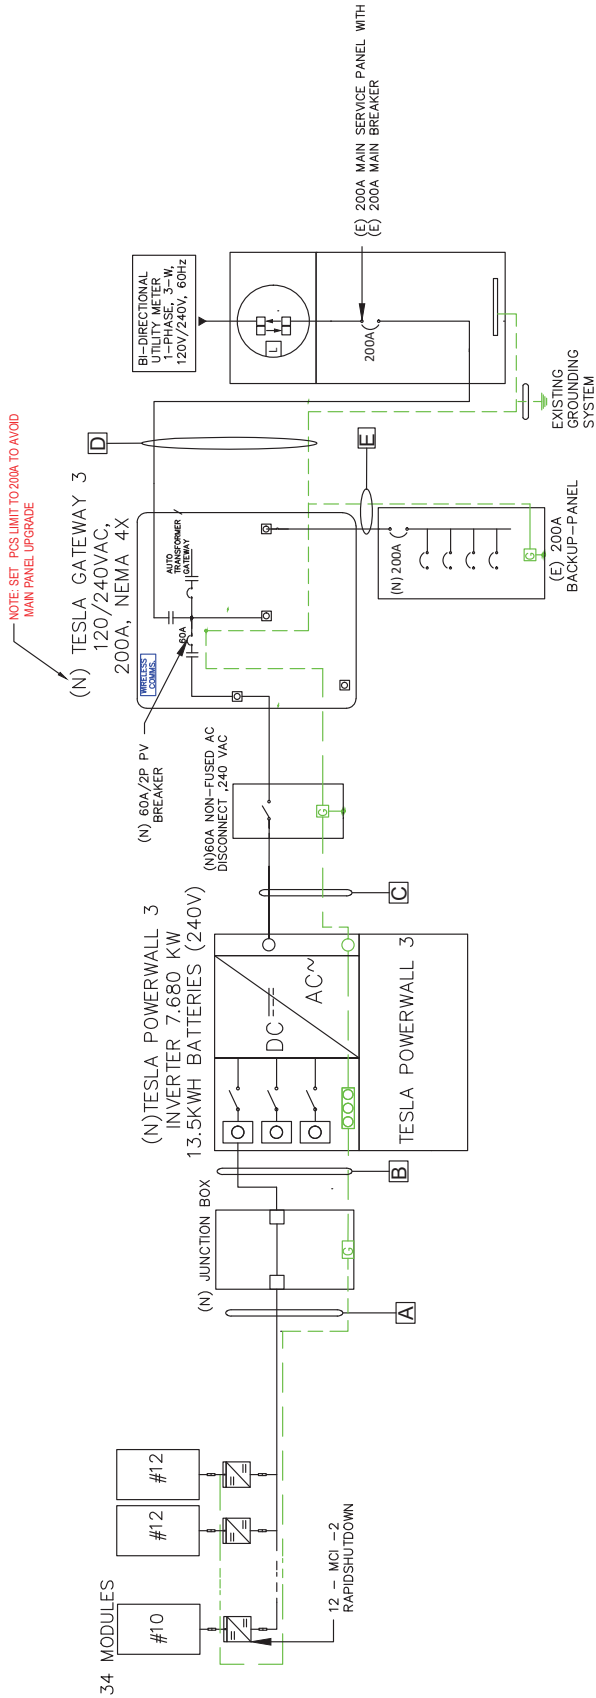 34 MODULES
#10
#12
#12
12 - MCI -2
RAPIDSHUTDOWN
A
(N) JUNCTION BOX
G
B
(N)TESLA POWERWALL 3
INVERTER 7.680 KW
13.5KWH BATTERIES (240V)
DC
AC~
TESLA POWERWALL 3
C
(N)60A NON-FUSED AC
DISCONNECT ,240 VAC
G
(N) 60A/2P PV
BREAKER
NOTE: SET PCS LIMIT TO 200A TO AVOID
MAIN PANEL UPGRADE
(N) TESLA GATEWAY 3
120/240VAC,
200A, NEMA 4X
WIRELESS
COMMS.
60A
AUTO
TRANSFORMER
GATEWAY
D
E
(N) 200A
G
(E) 200A
BACKUP-PANEL
BI-DIRECTIONAL
UTILITY METER
1-PHASE, 3-W,
120V/240V, 60Hz
L
200A
(E) 200A MAIN SERVICE PANEL WITH
(E) 200A MAIN BREAKER
EXISTING
GROUNDING
SYSTEM